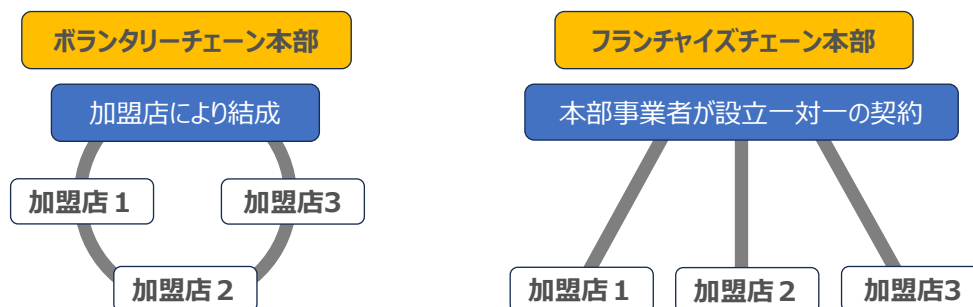 ボランタリーチェーン本部
加盟店により結成
加盟店１
加盟店3
加盟店２
フランチャイズチェーン本部
本部事業者が設立一対一の契約
加盟店１
加盟店２
加盟店3